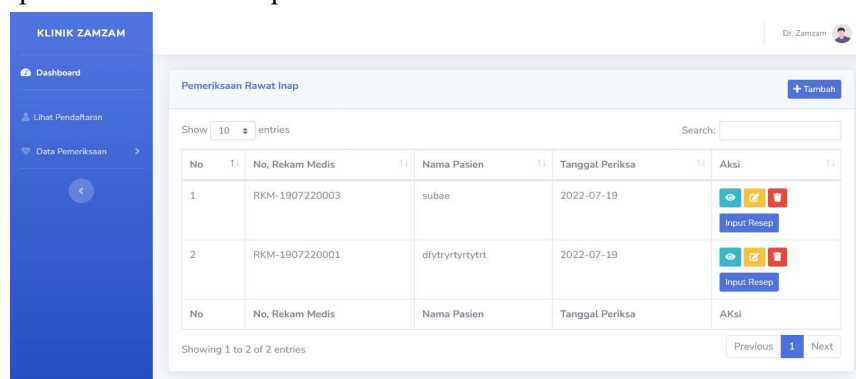 KLINIK ZAMZAM
Dr. Zamzam
Dashboard
Pemeriksaan Rawat Inap
+ Tambah
Lihat Pendaftaran
Show 10 entries
Search:
Data Pemeriksaan
No No, Rekam Medis Nama Pasien Tanggal Periksa Aksi
1 RKM-1907220003 subae 2022-07-19
Input Resep
2 RKM-1907220001 dfytryrtyrtytrt 2022-07-19
Input Resep
No No, Rekam Medis Nama Pasien Tanggal Periksa AKsi
Showing 1 to 2 of 2 entries
Previous 1 Next